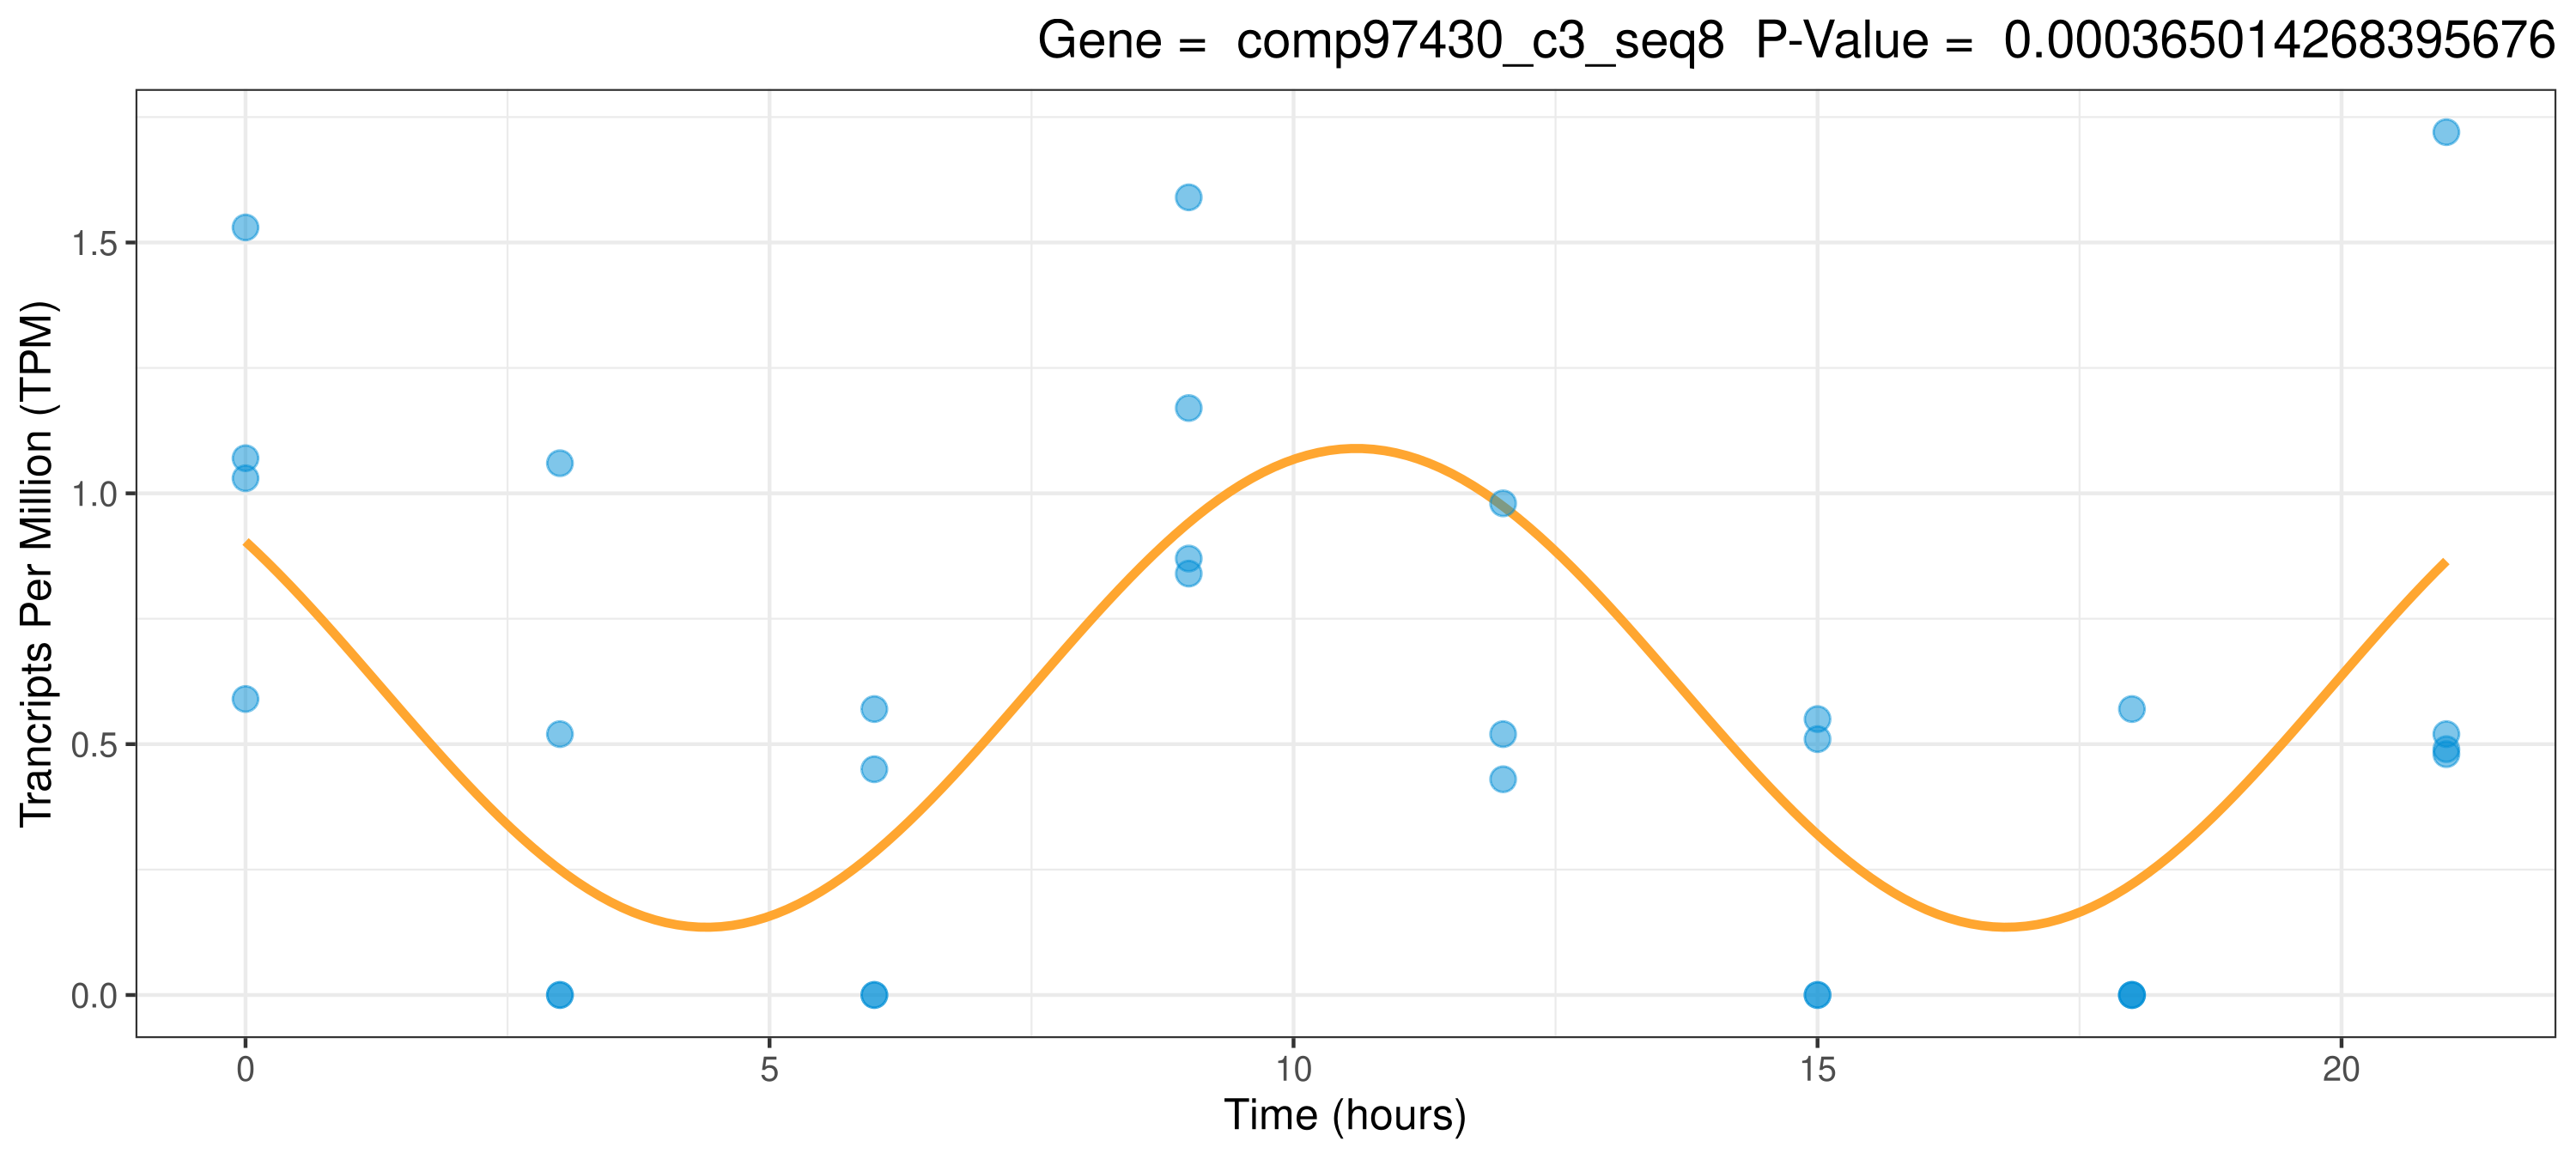 Gene =  comp97430_c3_seq8  P-Value =  0.000365014268395676
Trancripts Per Million (TPM)
1.5
1.0
0.5
0.0
0 5 10 15 20
Time (hours)